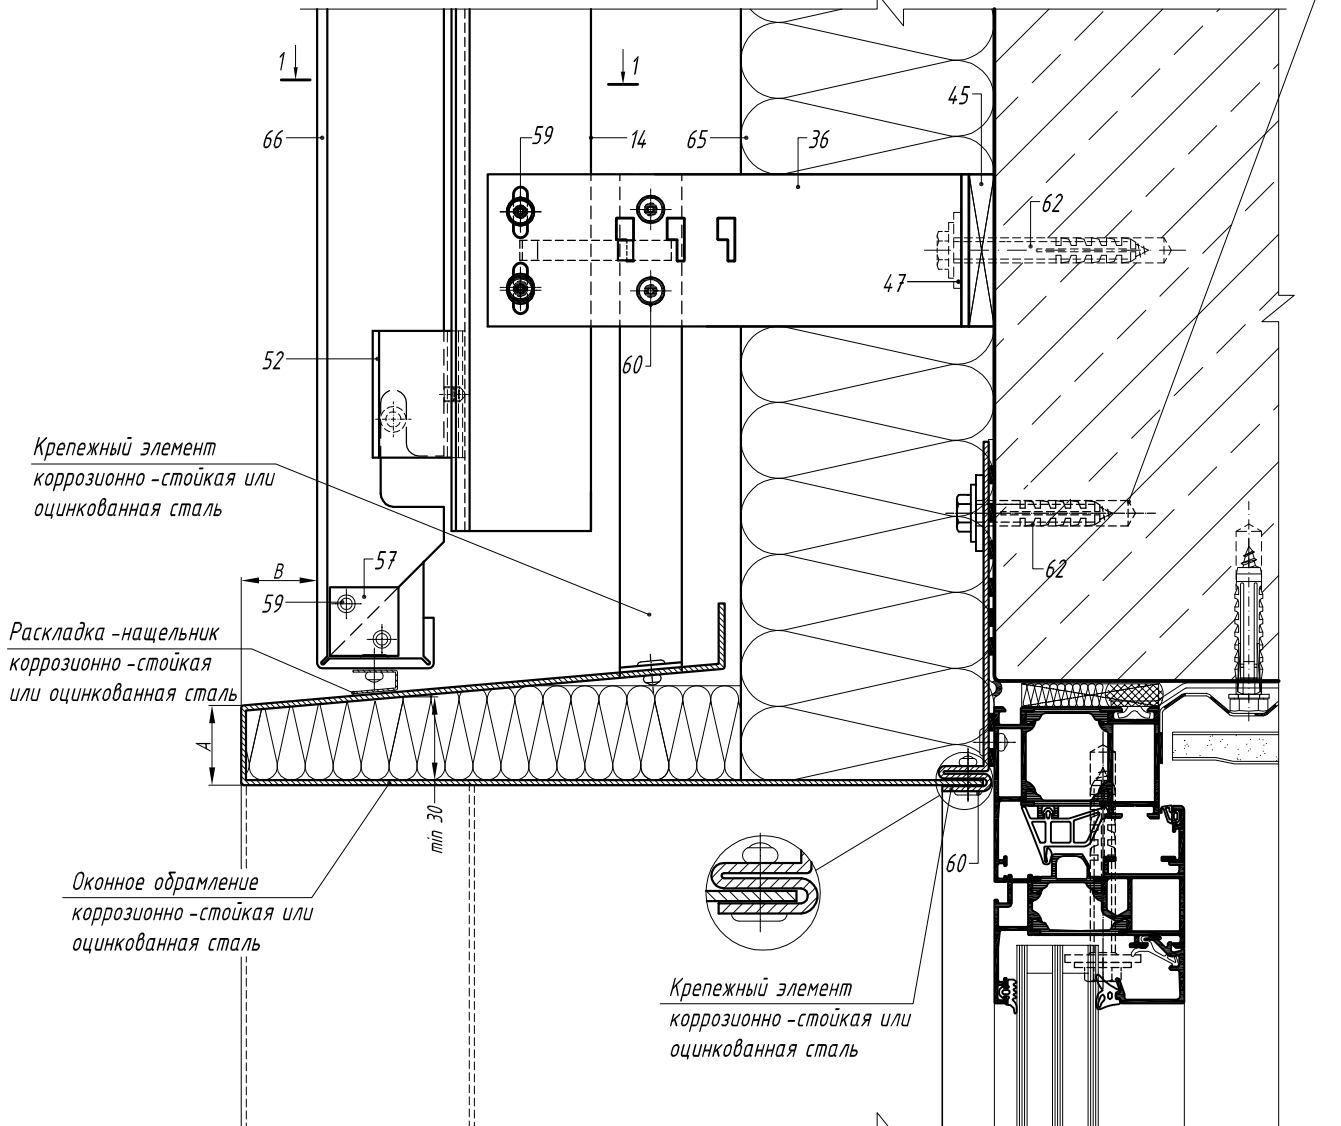 1
1
45
66
59
14
65
36
62
47
52
60
Крепежный элемент
коррозионно -стойкая или
оцинкованная сталь
57
B
59
62
Раскладка -нащельник
коррозионно -стойкая
или оцинкованная сталь
A
min 30
60
Оконное обрамление
коррозионно -стойкая или
оцинкованная сталь
Крепежный элемент
коррозионно -стойкая или
оцинкованная сталь